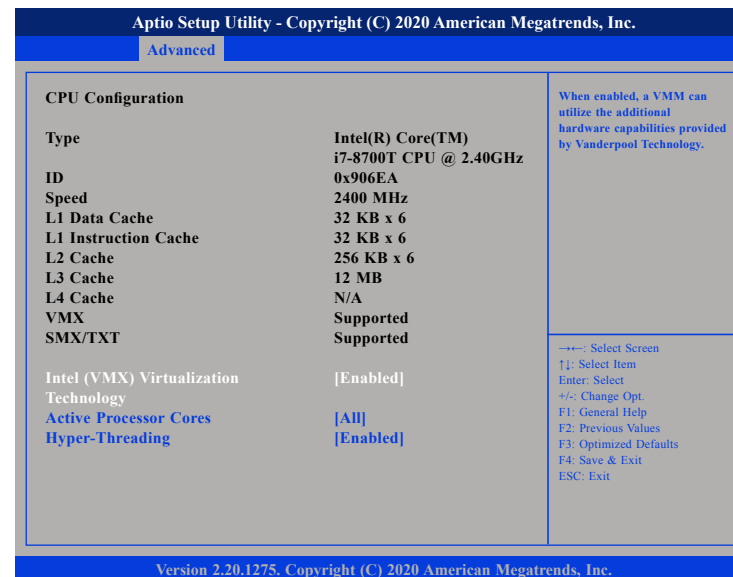 Aptio Setup Utility - Copyright (C) 2020 American Megatrends, Inc.
Advanced
CPU Configuration
Type Intel(R) Core(TM)
i7-8700T CPU @ 2.40GHz
ID 0x906EA
Speed 2400 MHz
L1 Data Cache 32 KB x 6
L1 Instruction Cache 32 KB x 6
L2 Cache 256 KB x 6
L3 Cache 12 MB
L4 Cache N/A
VMX Supported
SMX/TXT Supported
Intel (VMX) Virtualization [Enabled]
Technology
Active Processor Cores [All]
Hyper-Threading [Enabled]
When enabled, a VMM can
utilize the additional
hardware capabilities provided
by Vanderpool Technology.
→←: Select Screen
↑↓: Select Item
Enter: Select
+/-: Change Opt.
F1: General Help
F2: Previous Values
F3: Optimized Defaults
F4: Save & Exit
ESC: Exit
Version 2.20.1275. Copyright (C) 2020 American Megatrends, Inc.